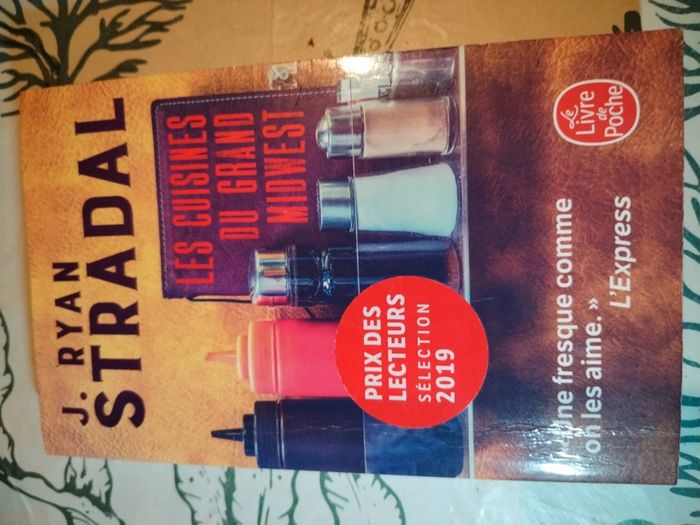 J. RYAN
STRADAL
LES CUISINES
DU GRAND
MIDWEST
PRIX DES
LECTEURS
SÉLECTION
2019
« Une fresque comme
on les aime. »
L'Express
Le
Livre
de
Poche